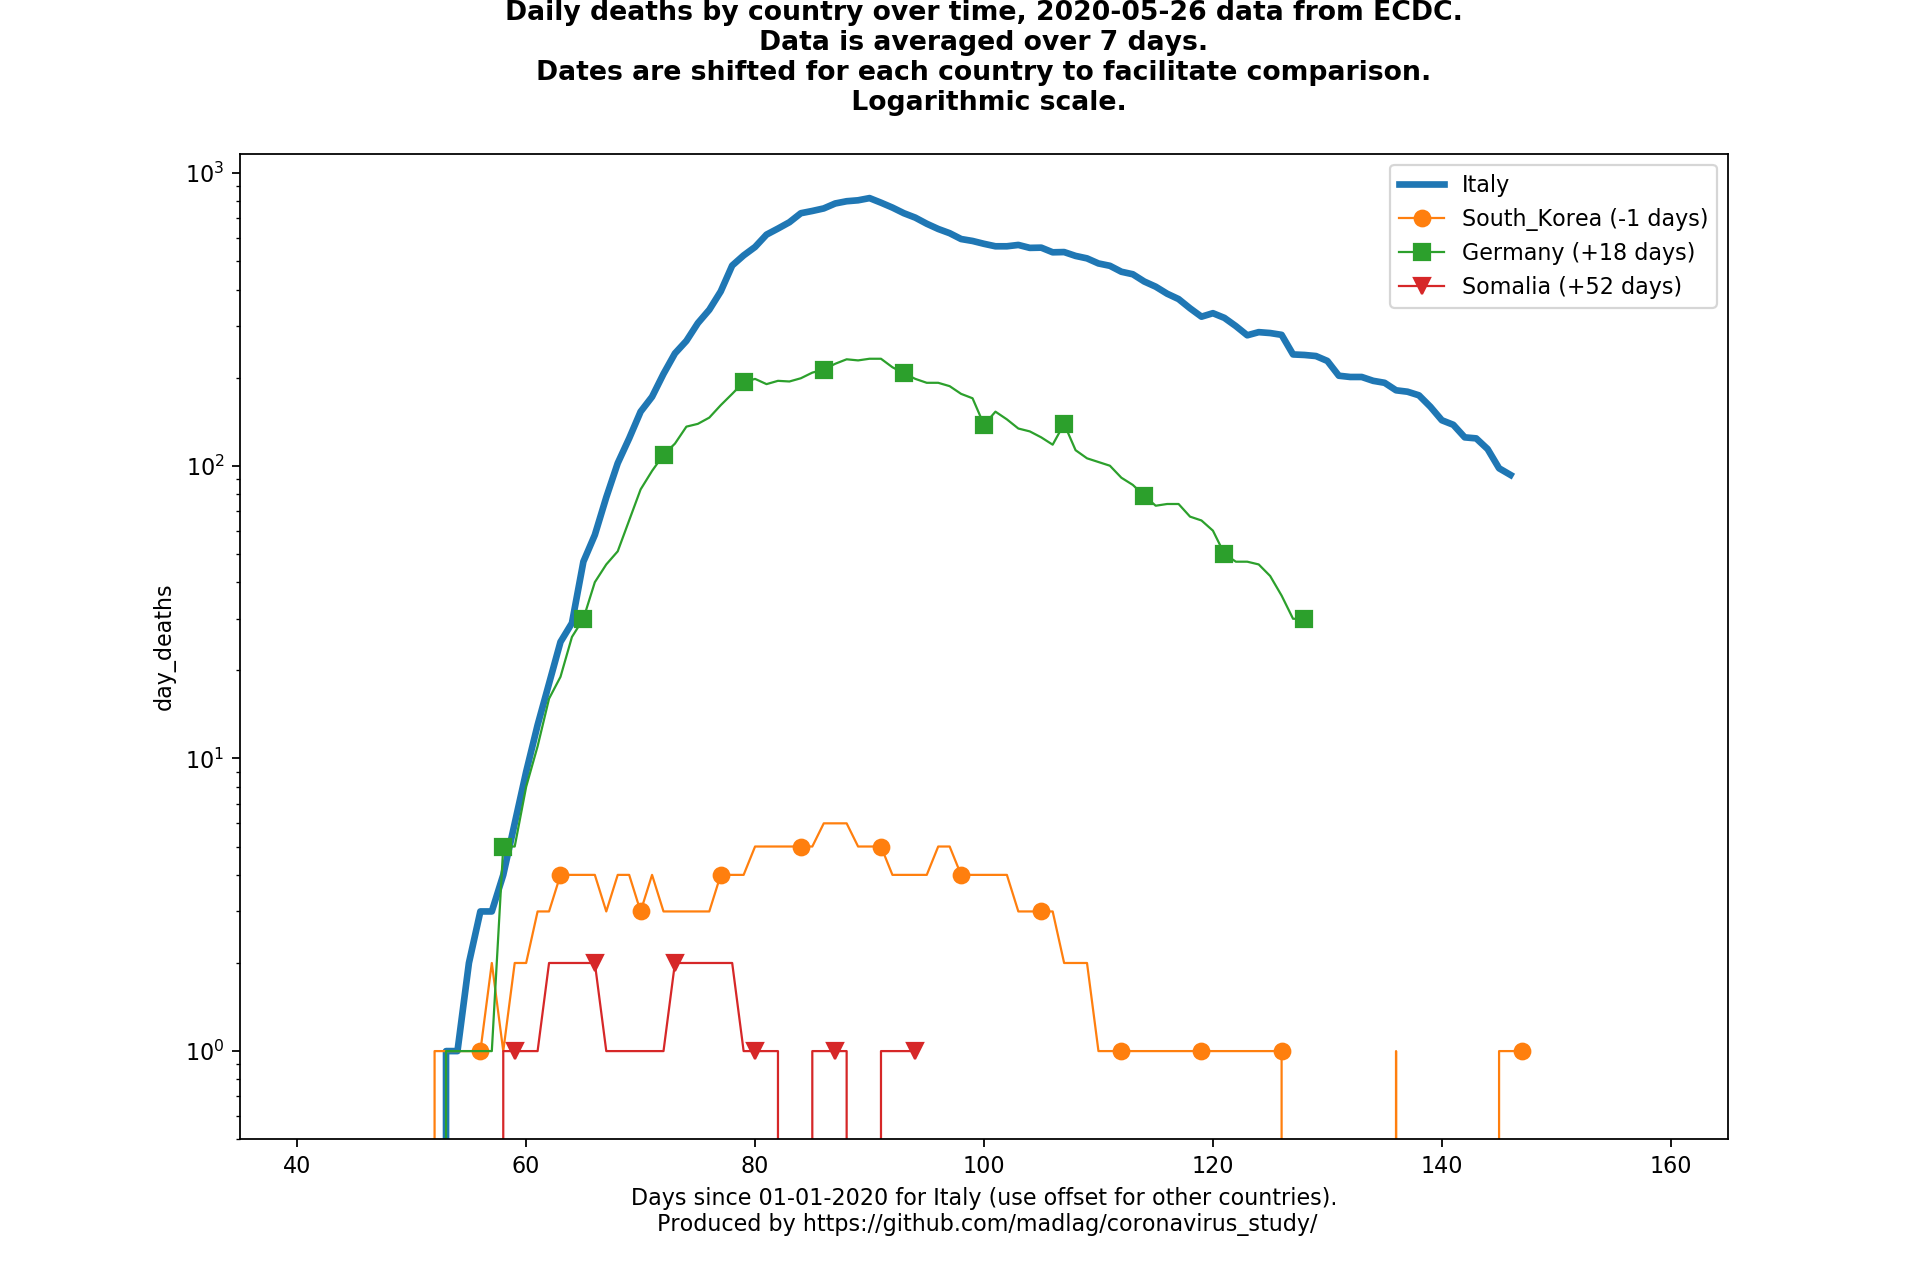 Daily deaths by country over time, 2020-05-26 data from ECDC.
Data is averaged over 7 days.
Dates are shifted for each country to facilitate comparison.
Logarithmic scale.
10³
10²
10¹
10⁰
day_deaths
Italy
South_Korea (-1 days)
Germany (+18 days)
Somalia (+52 days)
40 60 80 100 120 140 160
Days since 01-01-2020 for Italy (use offset for other countries).
Produced by https://github.com/madlag/coronavirus_study/